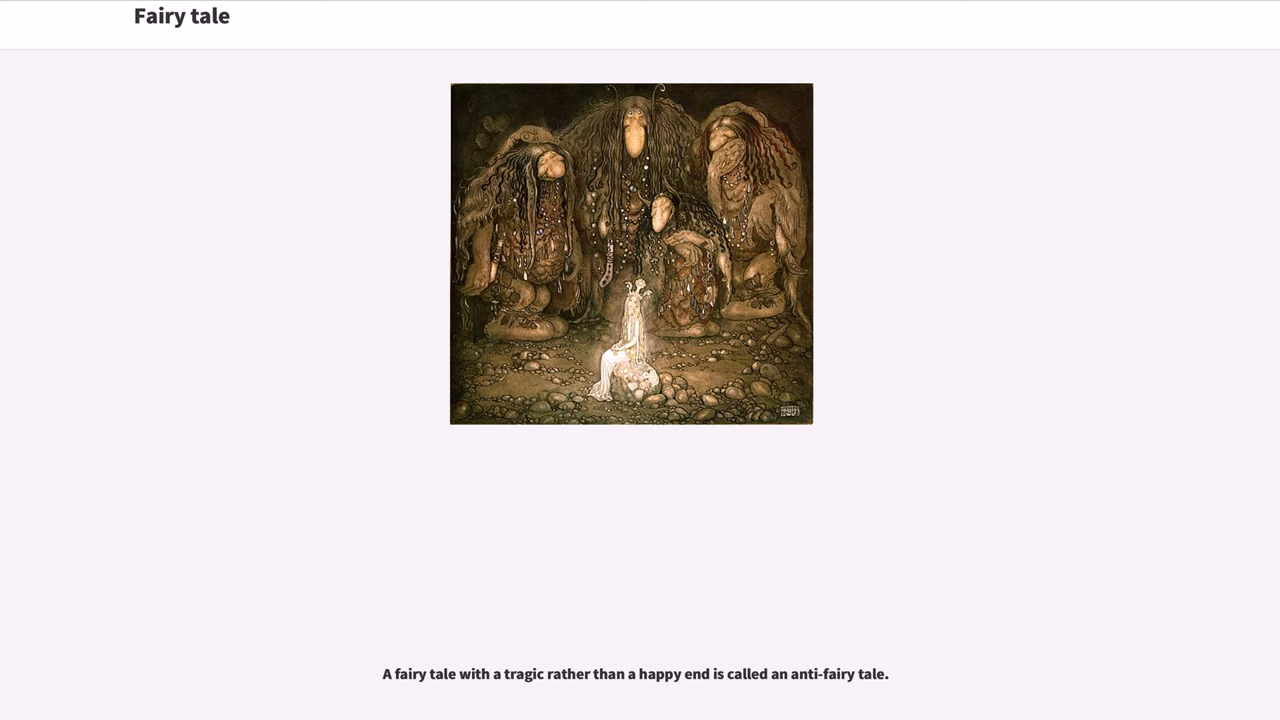 Fairy tale
A fairy tale with a tragic rather than a happy end is called an anti-fairy tale.